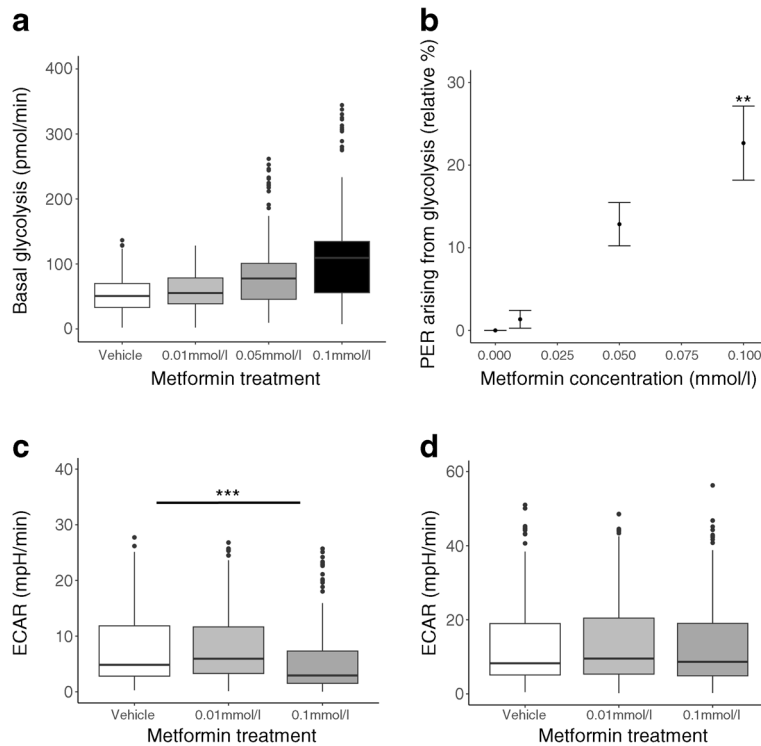 a
Basal glycolysis (pmol/min)
400
300
200
100
0
Vehicle 0.01mmol/l 0.05mmol/l 0.1mmol/l
Metformin treatment
b
PER arising from glycolysis (relative %)
30
20
10
0
**
0.000 0.025 0.050 0.075 0.100
Metformin concentration (mmol/l)
c
ECAR (mpH/min)
40
30
20
10
0
***
Vehicle 0.01mmol/l 0.1mmol/l
Metformin treatment
d
ECAR (mpH/min)
60
40
20
0
Vehicle 0.01mmol/l 0.1mmol/l
Metformin treatment